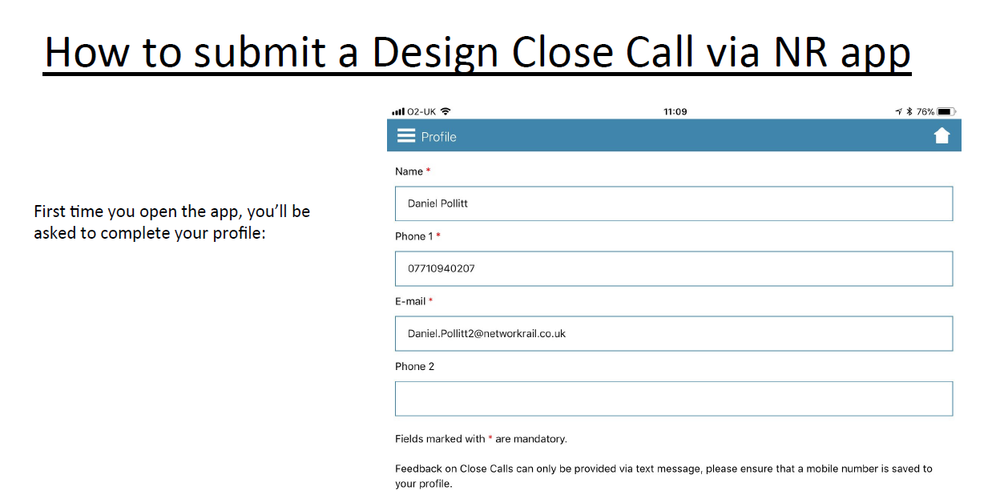 How to submit a Design Close Call via NR app
O2-UK 11:09 76%
Profile
Name *
Daniel Pollitt
First time you open the app, you'll be
asked to complete your profile:
Phone 1 *
07710940207
E-mail *
Daniel.Pollitt2@networkrail.co.uk
Phone 2
Fields marked with * are mandatory.
Feedback on Close Calls can only be provided via text message, please ensure that a mobile number is saved to
your profile.